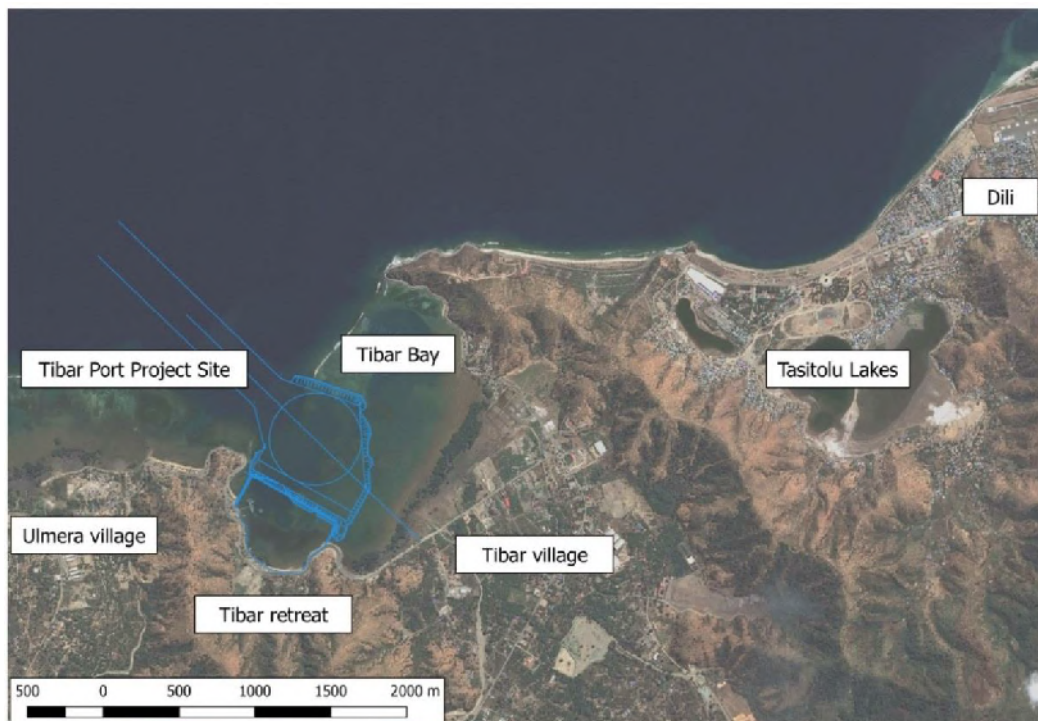 Dili
Tibar Bay
Tibar Port Project Site
Tasitolu Lakes
Ulmera village
Tibar village
Tibar retreat
500 0 500 1000 1500 2000 m